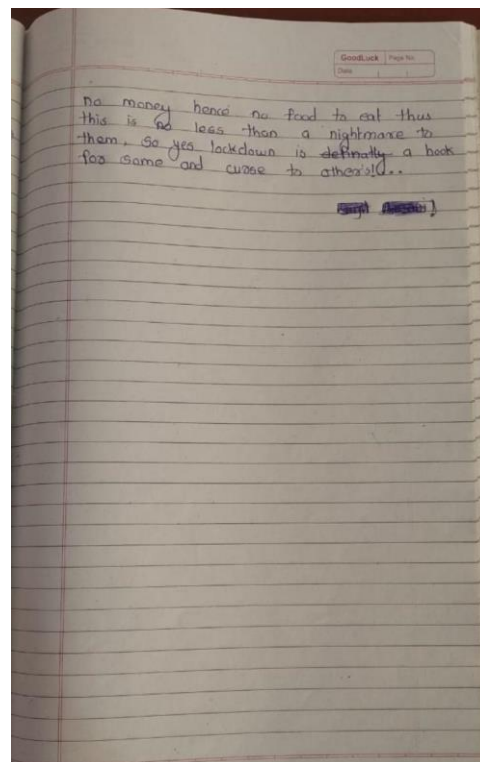 GoodLuck Page No.
Date
no money hence no food to eat thus
this is no less than a nightmare to
them. So yes lockdown is definatly a book
for some and curse to other's!!...